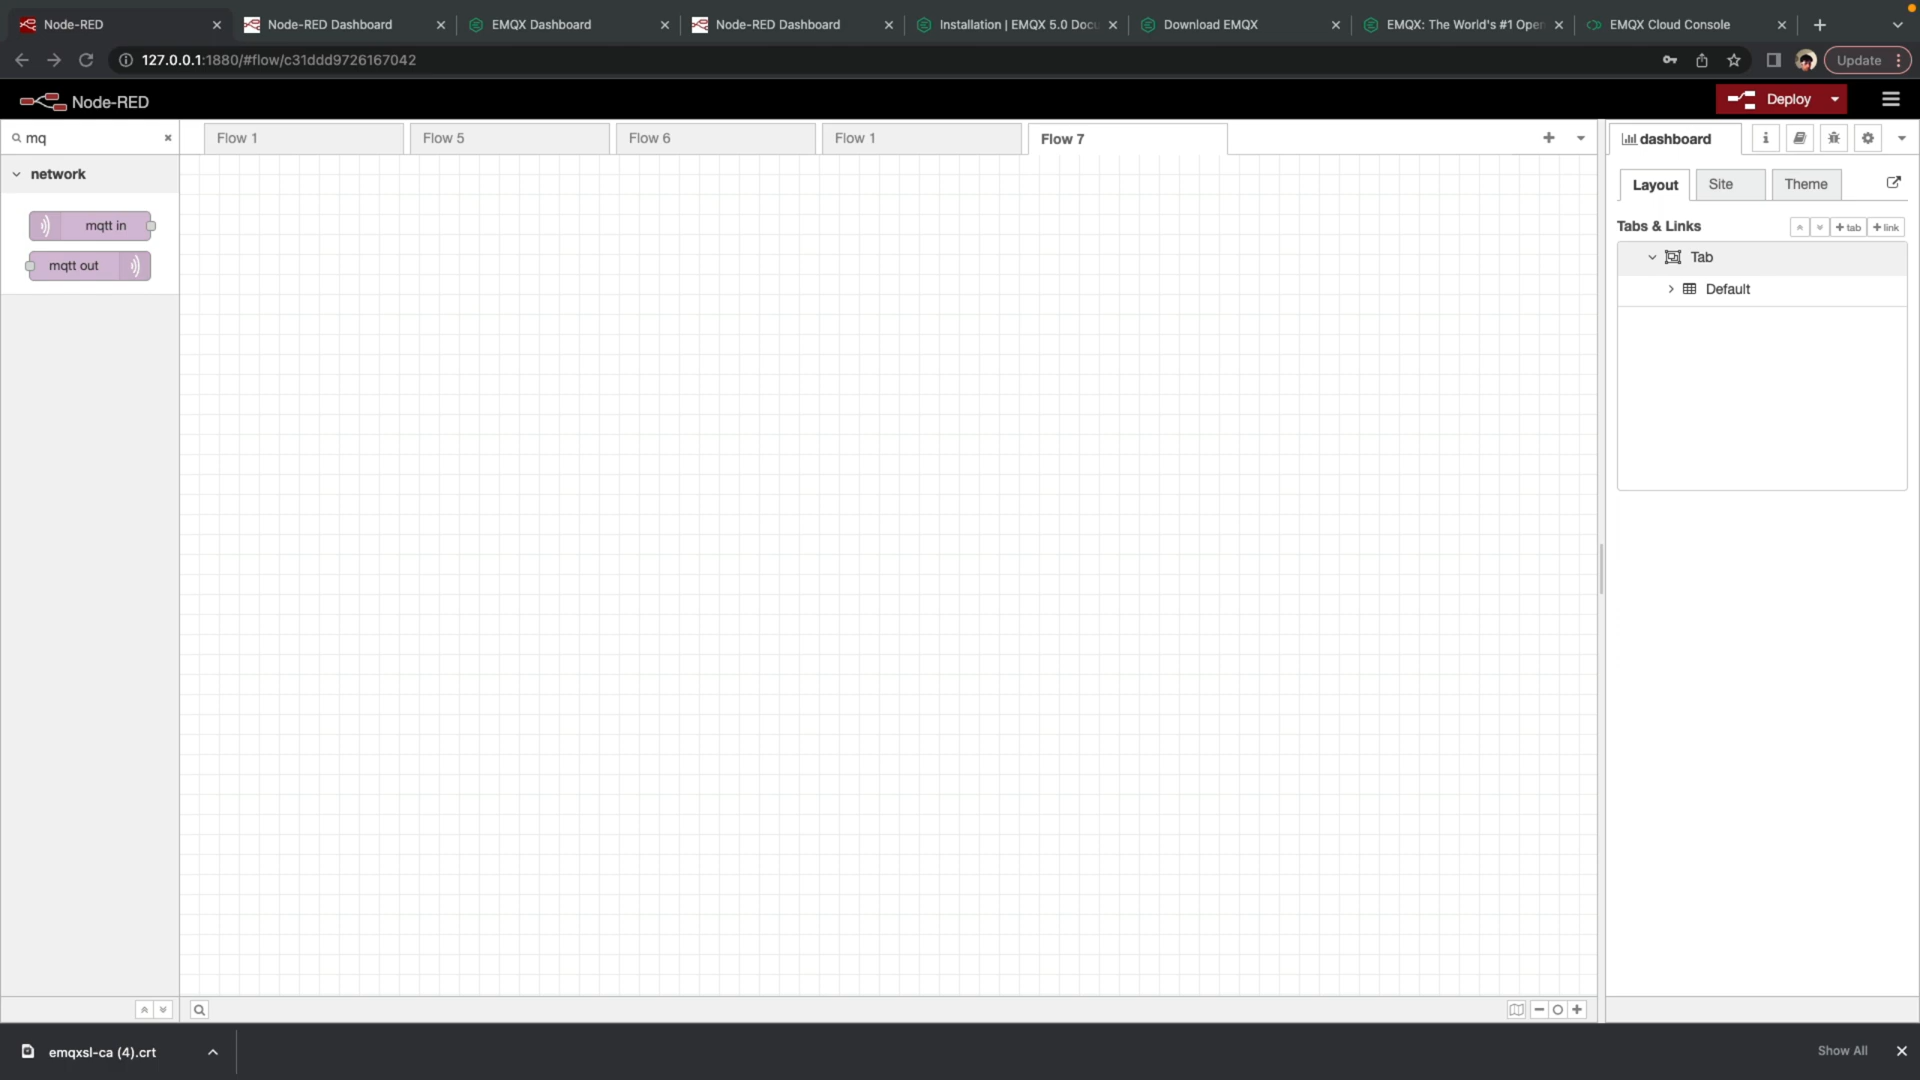 Node-RED
Node-RED Dashboard
EMQX Dashboard
Node-RED Dashboard
Installation | EMQX 5.0 Docu
Download EMQX
EMQX: The World's #1 Open
EMQX Cloud Console
127.0.0.1:1880/#flow/c31ddd9726167042
Update
Node-RED
Deploy
mq
Flow 1
Flow 5
Flow 6
Flow 1
Flow 7
dashboard
network
Layout
Site
Theme
mqtt in
Tabs & Links
tab
link
mqtt out
Tab
Default
emqxsl-ca (4).crt
Show All